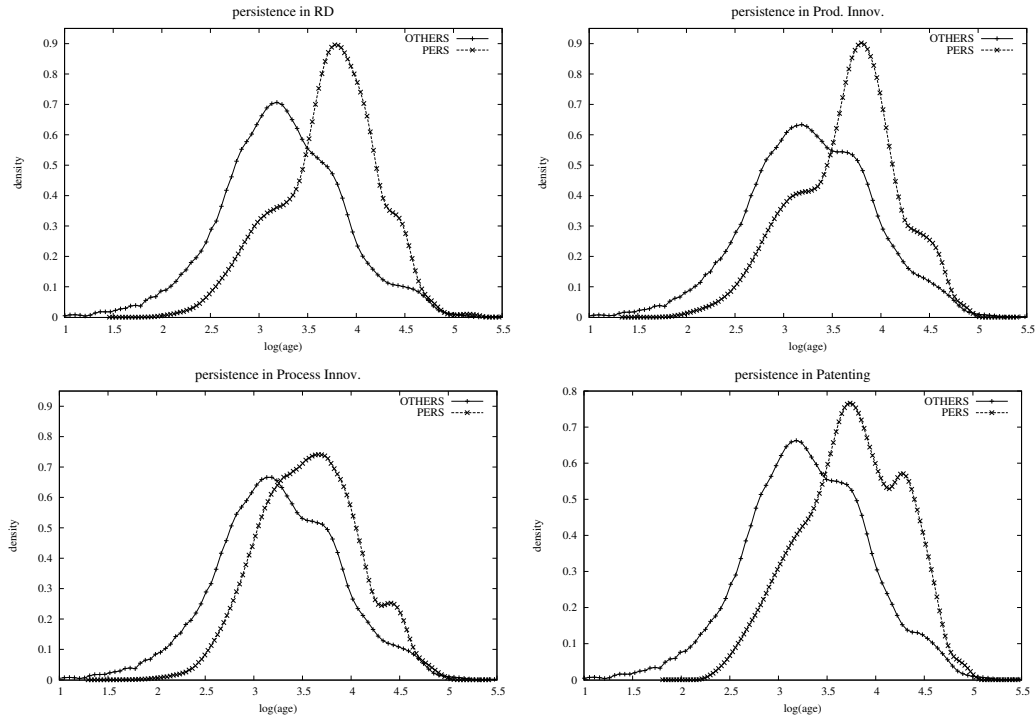 persistence in RD
OTHERS
PERS
0.9
0.8
0.7
0.6
0.5
0.4
0.3
0.2
0.1
0
density
1 1.5 2 2.5 3 3.5 4 4.5 5 5.5
log(age)
persistence in Prod. Innov.
OTHERS
PERS
0.9
0.8
0.7
0.6
0.5
0.4
0.3
0.2
0.1
0
density
1 1.5 2 2.5 3 3.5 4 4.5 5 5.5
log(age)
persistence in Process Innov.
OTHERS
PERS
0.9
0.8
0.7
0.6
0.5
0.4
0.3
0.2
0.1
0
density
1 1.5 2 2.5 3 3.5 4 4.5 5 5.5
log(age)
persistence in Patenting
OTHERS
PERS
0.8
0.7
0.6
0.5
0.4
0.3
0.2
0.1
0
density
1 1.5 2 2.5 3 3.5 4 4.5 5 5.5
log(age)